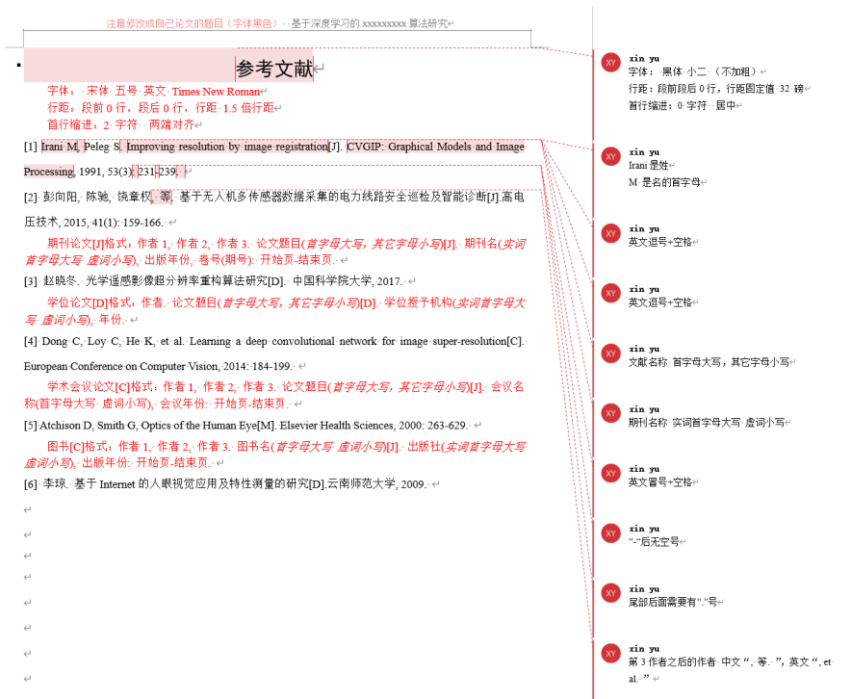 注意修改成自己论文的题目（字体黑色）··基于深度学习的 xxxxxxxxx 算法研究
参考文献
字体： 宋体 五号 英文 Times New Roman
行距：段前 0 行，段后 0 行，行距 1.5 倍行距
首行缩进：2 字符 两端对齐
[1] Irani M, Peleg S. Improving resolution by image registration[J]. CVGIP: Graphical Models and Image
Processing, 1991, 53(3): 231-239.
[2] 彭向阳, 陈驰, 饶章权, 等. 基于无人机多传感器数据采集的电力线路安全巡检及智能诊断[J].高电
压技术, 2015, 41(1): 159-166.
期刊论文[J]格式：作者 1, 作者 2, 作者 3. 论文题目(首字母大写，其它字母小写)[J]. 期刊名(实词
首字母大写 虚词小写), 出版年份, 卷号(期号): 开始页-结束页.
[3] 赵晓冬. 光学遥感影像超分辨率重构算法研究[D]. 中国科学院大学, 2017.
学位论文[D]格式：作者. 论文题目(首字母大写，其它字母小写)[D]. 学位授予机构(实词首字母大
写 虚词小写), 年份.
[4] Dong C, Loy C, He K, et al. Learning a deep convolutional network for image super-resolution[C].
European Conference on Computer Vision, 2014: 184-199.
学术会议论文[C]格式：作者 1, 作者 2, 作者 3. 论文题目(首字母大写，其它字母小写)[J]. 会议名
称(首字母大写 虚词小写), 会议年份: 开始页-结束页.
[5] Atchison D, Smith G, Optics of the Human Eye[M]. Elsevier Health Sciences, 2000: 263-629.
图书[C]格式：作者 1, 作者 2, 作者 3. 图书名(首字母大写 虚词小写)[J]. 出版社(实词首字母大写
虚词小写), 出版年份: 开始页-结束页.
[6] 李琼. 基于 Internet 的人眼视觉应用及特性测量的研究[D].云南师范大学, 2009.
XY xin yu
字体： 黑体 小二 （不加粗）
行距：段前段后 0 行，行距固定值 32 磅
首行缩进：0 字符 居中
XY xin yu
Irani 是姓
M 是名的首字母
XY xin yu
英文逗号+空格
XY xin yu
英文逗号+空格
XY xin yu
文献名称 首字母大写，其它字母小写
XY xin yu
期刊名称 实词首字母大写 虚词小写
XY xin yu
英文冒号+空格
XY xin yu
"-"后无空号
XY xin yu
尾部后面需要有"."号
XY xin yu
第 3 作者之后的作者 中文“, 等. ”，英文“, et
al. ”